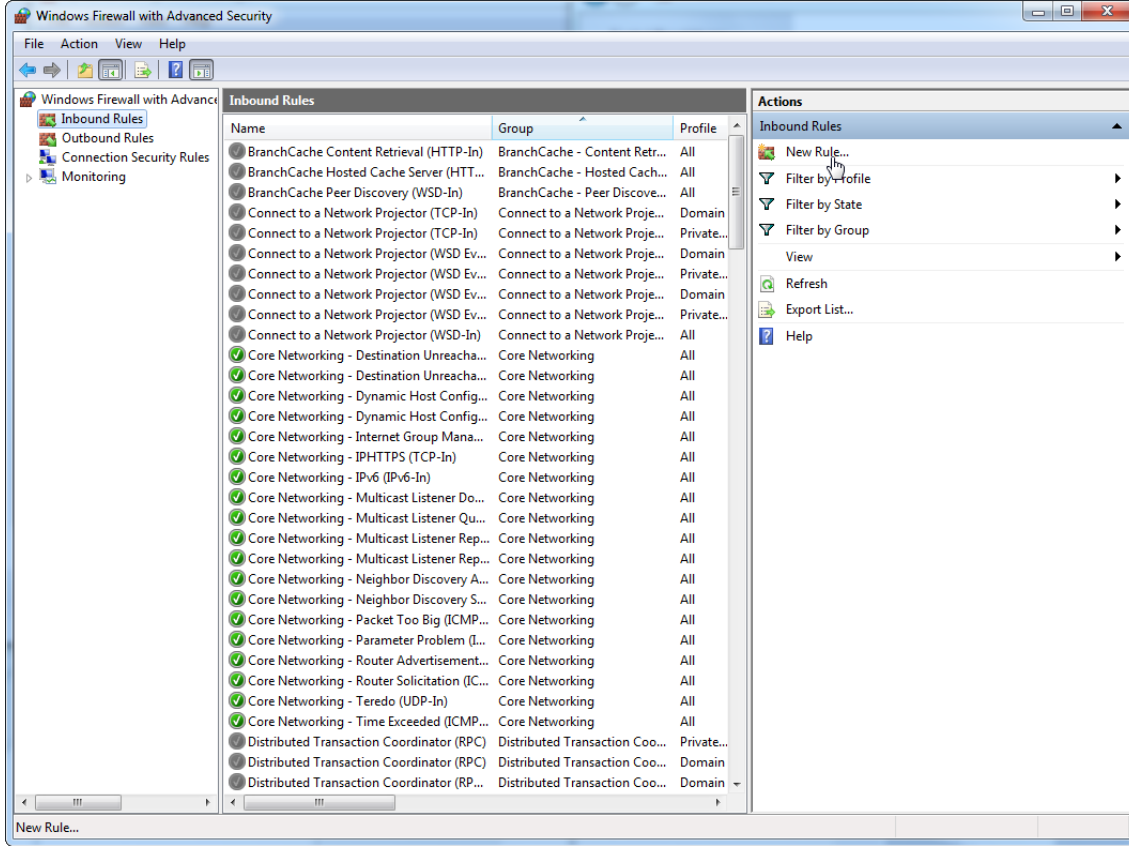 Windows Firewall with Advanced Security
File Action View Help
Windows Firewall with Advance
Inbound Rules
Outbound Rules
Connection Security Rules
Monitoring
Inbound Rules
Name Group Profile
BranchCache Content Retrieval (HTTP-In) BranchCache - Content Retr... All
BranchCache Hosted Cache Server (HTT... BranchCache - Hosted Cach... All
BranchCache Peer Discovery (WSD-In) BranchCache - Peer Discove... All
Connect to a Network Projector (TCP-In) Connect to a Network Proje... Domain
Connect to a Network Projector (TCP-In) Connect to a Network Proje... Private...
Connect to a Network Projector (WSD Ev... Connect to a Network Proje... Domain
Connect to a Network Projector (WSD Ev... Connect to a Network Proje... Private...
Connect to a Network Projector (WSD Ev... Connect to a Network Proje... Domain
Connect to a Network Projector (WSD Ev... Connect to a Network Proje... Private...
Connect to a Network Projector (WSD-In) Connect to a Network Proje... All
Core Networking - Destination Unreacha... Core Networking All
Core Networking - Destination Unreacha... Core Networking All
Core Networking - Dynamic Host Config... Core Networking All
Core Networking - Dynamic Host Config... Core Networking All
Core Networking - Internet Group Mana... Core Networking All
Core Networking - IPHTTPS (TCP-In) Core Networking All
Core Networking - IPv6 (IPv6-In) Core Networking All
Core Networking - Multicast Listener Do... Core Networking All
Core Networking - Multicast Listener Qu... Core Networking All
Core Networking - Multicast Listener Rep... Core Networking All
Core Networking - Multicast Listener Rep... Core Networking All
Core Networking - Neighbor Discovery A... Core Networking All
Core Networking - Neighbor Discovery S... Core Networking All
Core Networking - Packet Too Big (ICMP... Core Networking All
Core Networking - Parameter Problem (I... Core Networking All
Core Networking - Router Advertisement... Core Networking All
Core Networking - Router Solicitation (IC... Core Networking All
Core Networking - Teredo (UDP-In) Core Networking All
Core Networking - Time Exceeded (ICMP... Core Networking All
Distributed Transaction Coordinator (RPC) Distributed Transaction Coo... Private...
Distributed Transaction Coordinator (RPC) Distributed Transaction Coo... Domain
Distributed Transaction Coordinator (RP... Distributed Transaction Coo... Domain
Actions
Inbound Rules
New Rule...
Filter by Profile
Filter by State
Filter by Group
View
Refresh
Export List...
Help
New Rule...